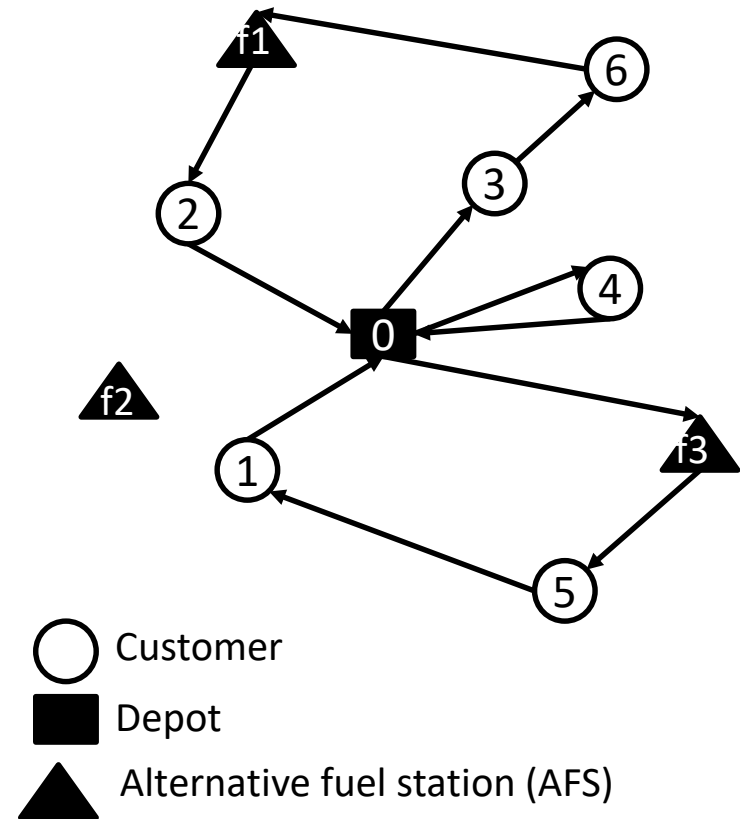 f1
6
3
2
4
0
f2
f3
1
5
Customer
Depot
Alternative fuel station (AFS)